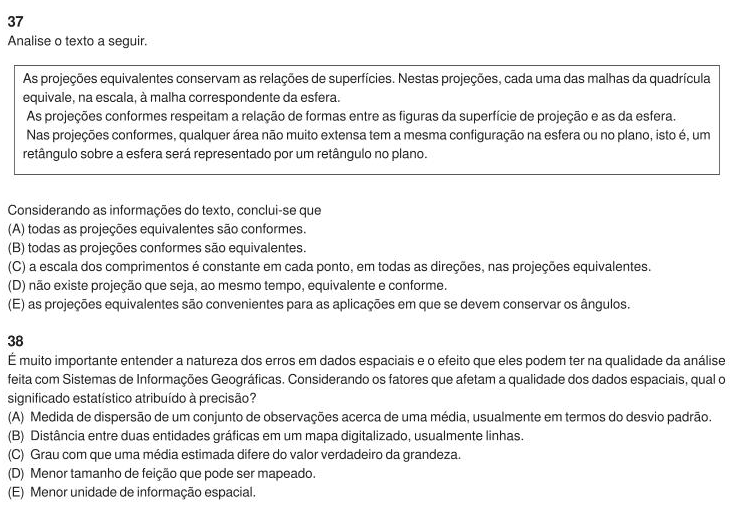 37
Analise o texto a seguir.
As projeções equivalentes conservam as relações de superfícies. Nestas projeções, cada uma das malhas da quadrícula
equivale, na escala, à malha correspondente da esfera.
As projeções conformes respeitam a relação de formas entre as figuras da superfície de projeção e as da esfera.
Nas projeções conformes, qualquer área não muito extensa tem a mesma configuração na esfera ou no plano, isto é, um
retângulo sobre a esfera será representado por um retângulo no plano.
Considerando as informações do texto, conclui-se que
(A) todas as projeções equivalentes são conformes.
(B) todas as projeções conformes são equivalentes.
(C) a escala dos comprimentos é constante em cada ponto, em todas as direções, nas projeções equivalentes.
(D) não existe projeção que seja, ao mesmo tempo, equivalente e conforme.
(E) as projeções equivalentes são convenientes para as aplicações em que se devem conservar os ângulos.
38
É muito importante entender a natureza dos erros em dados espaciais e o efeito que eles podem ter na qualidade da análise
feita com Sistemas de Informações Geográficas. Considerando os fatores que afetam a qualidade dos dados espaciais, qual o
significado estatístico atribuído à precisão?
(A) Medida de dispersão de um conjunto de observações acerca de uma média, usualmente em termos do desvio padrão.
(B) Distância entre duas entidades gráficas em um mapa digitalizado, usualmente linhas.
(C) Grau com que uma média estimada difere do valor verdadeiro da grandeza.
(D) Menor tamanho de feição que pode ser mapeado.
(E) Menor unidade de informação espacial.